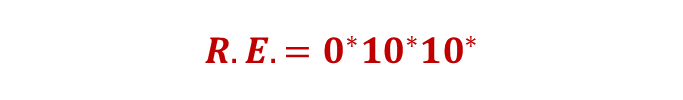 R. E. = 0*10*10*